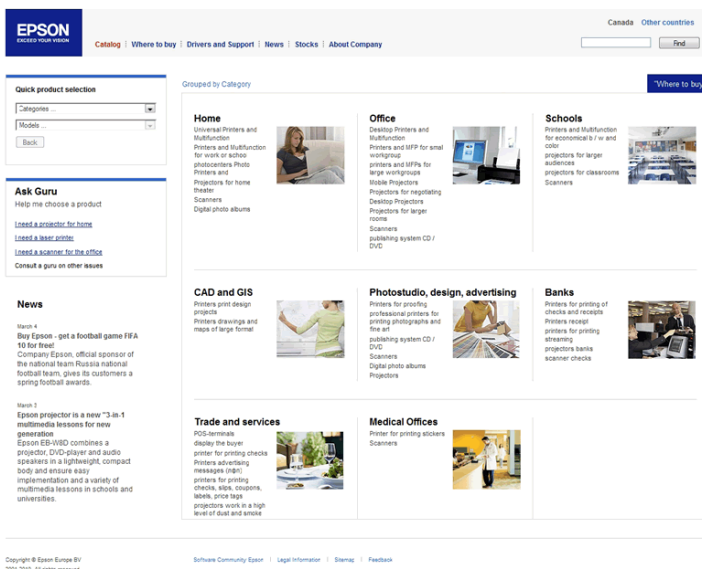 Canada Other countries
EPSON
EXCEED YOUR VISION
Catalog Where to buy Drivers and Support News Stocks About Company
Find
Quick product selection
Categories ...
Models ...
Back
Ask Guru
Help me choose a product
I need a projector for home
I need a laser printer
I need a scanner for the office
Consult a guru on other issues
News
March 4
Buy Epson - get a football game FIFA
10 for free!
Company Epson, official sponsor of
the national team Russia national
football team, gives its customers a
spring football awards.
March 3
Epson projector is a new "3-in-1
multimedia lessons for new
generation
Epson EB-W8D combines a
projector, DVD-player and audio
speakers in a lightweight, compact
body and ensure easy
implementation and a variety of
multimedia lessons in schools and
universities.
Grouped by Category
"Where to buy
Home
Universal Printers and
Multifunction
Printers and Multifunction
for work or schoo
photocenters Photo
Printers and
Projectors for home
theater
Scanners
Digital photo albums
Office
Desktop Printers and
Multifunction
Printers and MFP for smal
workgroup
printers and MFPs for
large workgroups
Mobile Projectors
Projectors for negotiating
Desktop Projectors
Projectors for larger
rooms
Scanners
publishing system CD /
DVD
Schools
Printers and Multifunction
for economical b / w and
color
projectors for larger
audiences
projectors for classrooms
Scanners
CAD and GIS
Printers print design
projects
Printers drawings and
maps of large format
Photostudio, design, advertising
Printers for proofing
professional printers for
printing photographs and
fine art
publishing system CD /
DVD
Scanners
Digital photo albums
Projectors
Banks
Printers for printing of
checks and receipts
Printers receipt
printers for printing
streaming
projectors banks
scanner checks
Trade and services
POS-terminals
display the buyer
printer for printing checks
Printers advertising
messages (нфп)
printers for printing
checks, slips, coupons,
labels, price tags
projectors work in a high
level of dust and smoke
Medical Offices
Printer for printing stickers
Scanners
Copyright © Epson Europe BV
Software Community Epson Legal Information Sitemap Feedback